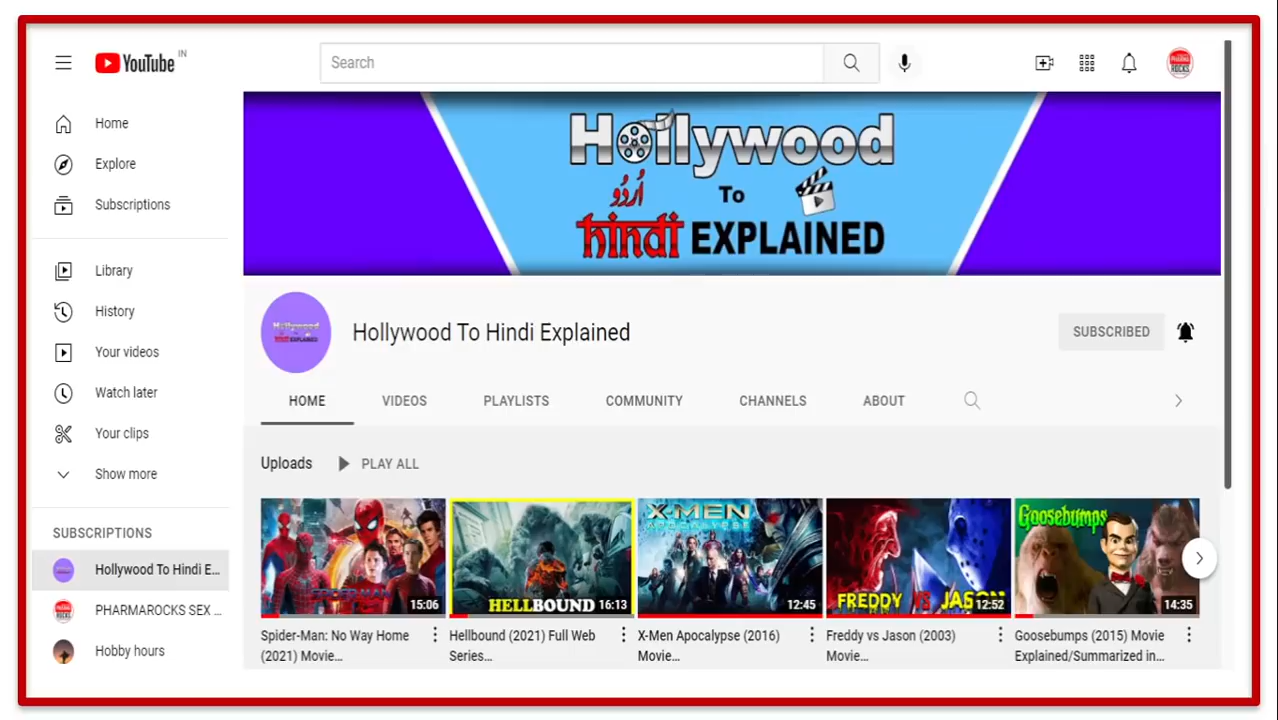 YouTube IN
Search
Home
Explore
Subscriptions
Library
History
Your videos
Watch later
Your clips
Show more
SUBSCRIPTIONS
Hollywood To Hindi E...
PHARMAROCKS SEX ...
Hobby hours
Hollywood
اُردُو To
hindi EXPLAINED
Hollywood To Hindi Explained
SUBSCRIBED
HOME VIDEOS PLAYLISTS COMMUNITY CHANNELS ABOUT
Uploads PLAY ALL
SPIDER-MAN 15:06
HELLBOUND 16:13
X-MEN
APOCALYPSE
12:45
FREDDY VS JASON 12:52
Goosebumps
14:35
Spider-Man: No Way Home
(2021) Movie...
Hellbound (2021) Full Web
Series...
X-Men Apocalypse (2016)
Movie...
Freddy vs Jason (2003)
Movie...
Goosebumps (2015) Movie
Explained/Summarized in...